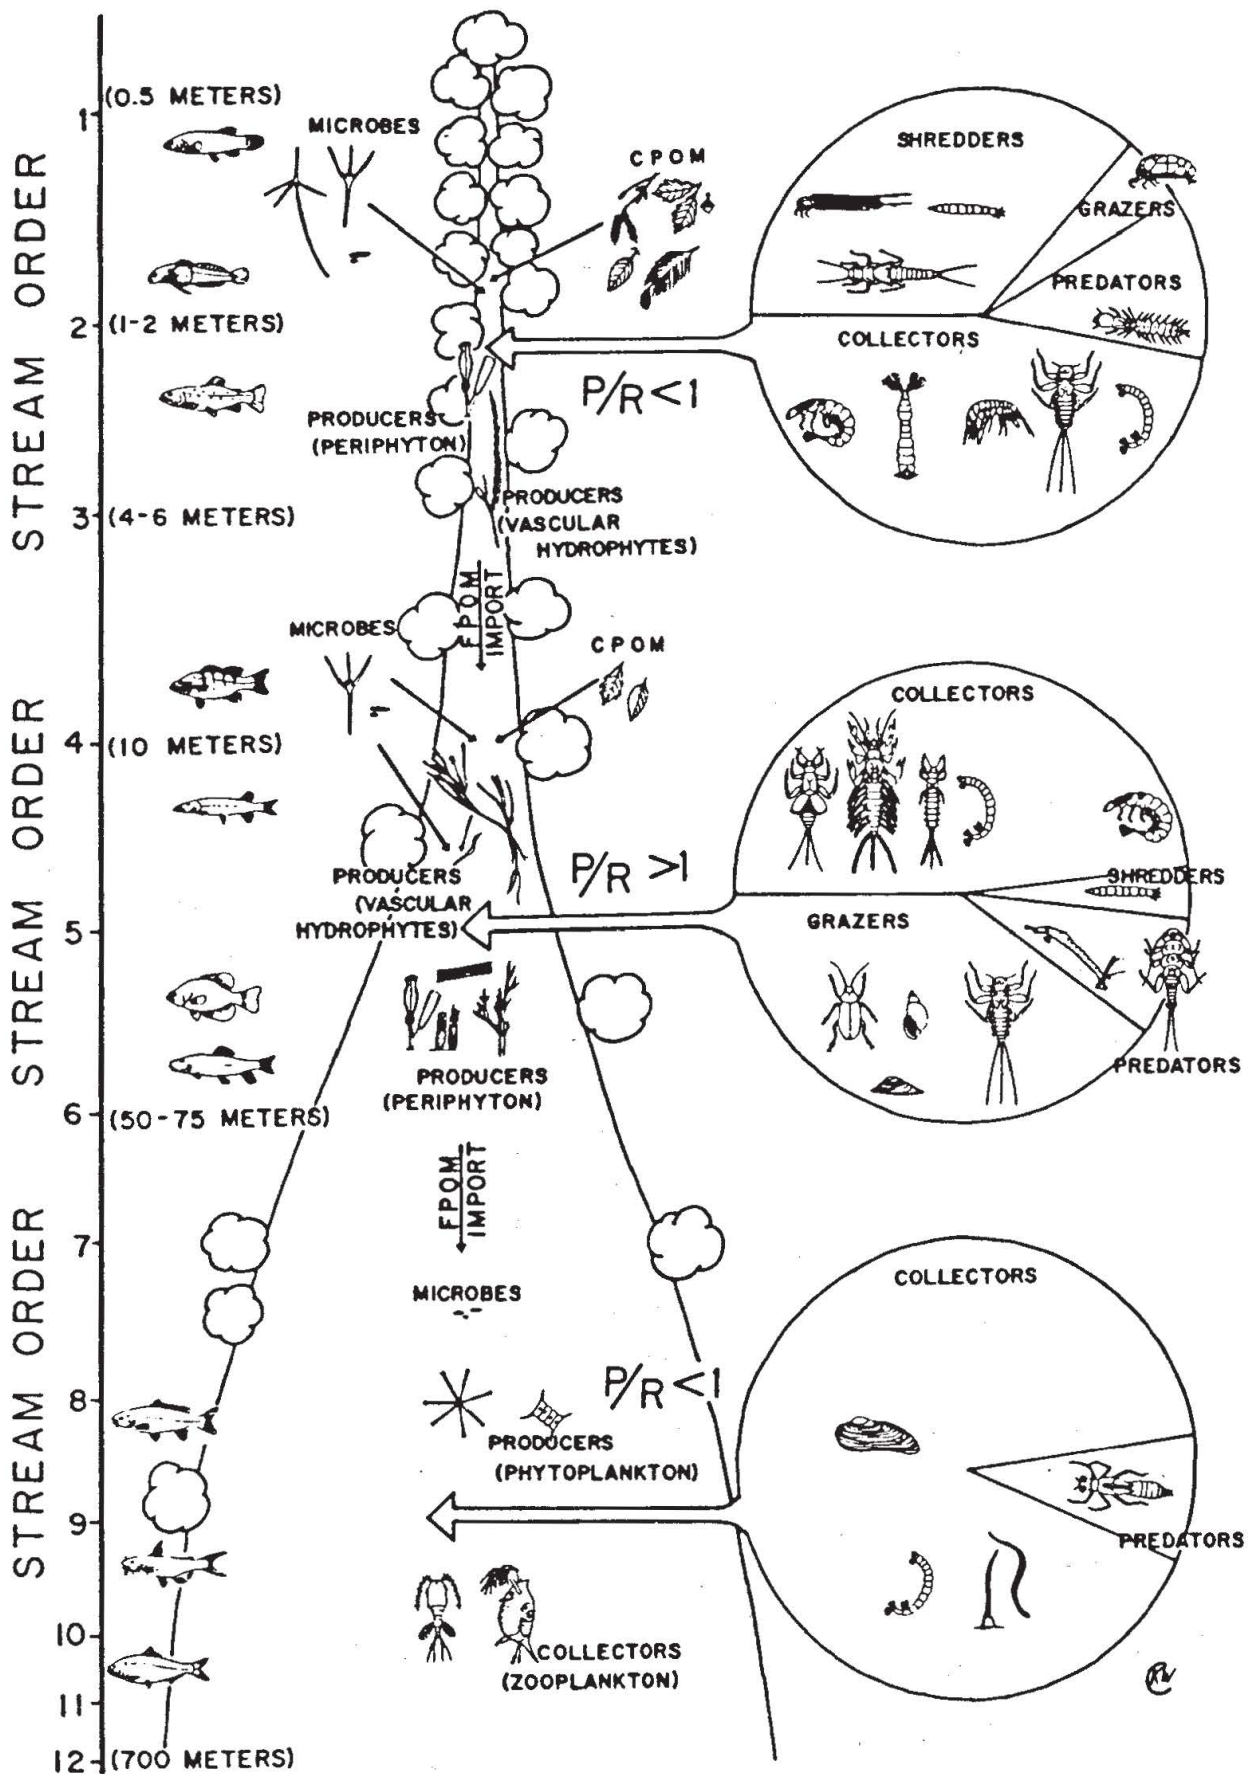 STREAM ORDER
1
(0.5 METERS)
MICROBES
CPOM
2
(1-2 METERS)
PRODUCERS
(PERIPHYTON)
P/R < 1
PRODUCERS
(VASCULAR
HYDROPHYTES)
3
(4-6 METERS)
SHREDDERS
GRAZERS
PREDATORS
COLLECTORS
FPOM
IMPORT
STREAM ORDER
MICROBES
CPOM
4
(10 METERS)
P/R > 1
PRODUCERS
(VASCULAR
HYDROPHYTES)
5
PRODUCERS
(PERIPHYTON)
6
(50-75 METERS)
COLLECTORS
SHREDDERS
GRAZERS
PREDATORS
FPOM
IMPORT
STREAM ORDER
7
MICROBES
P/R < 1
8
PRODUCERS
(PHYTOPLANKTON)
9
COLLECTORS
PREDATORS
10
COLLECTORS
(ZOOPLANKTON)
11
12
(700 METERS)